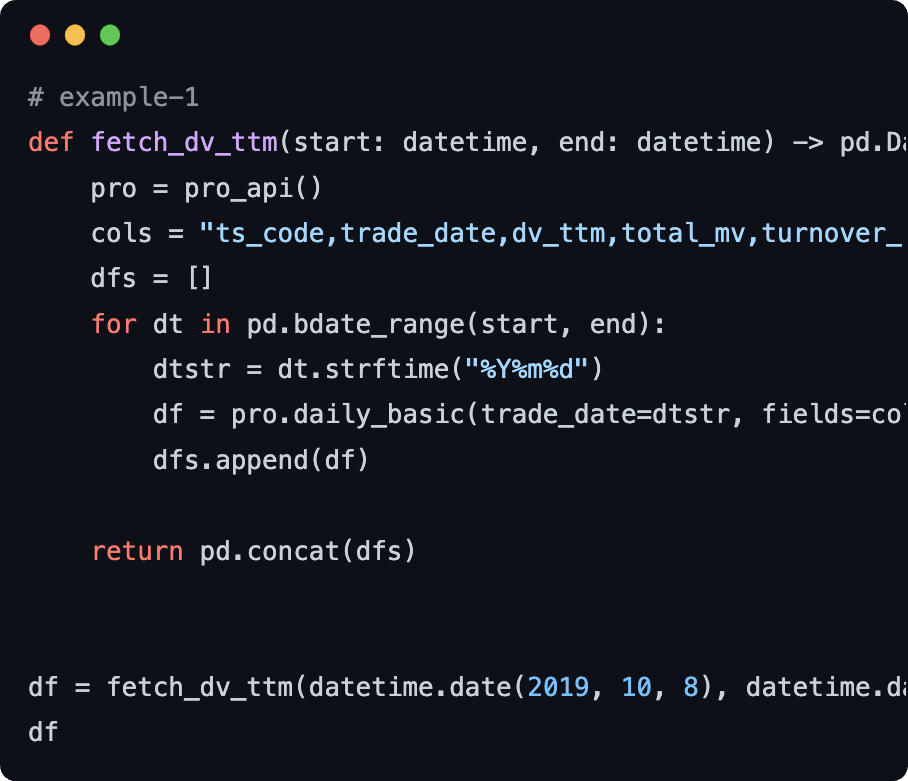 # example-1
def fetch_dv_ttm(start: datetime, end: datetime) -> pd.Da
    pro = pro_api()
    cols = "ts_code,trade_date,dv_ttm,total_mv,turnover_
    dfs = []
    for dt in pd.bdate_range(start, end):
        dtstr = dt.strftime("%Y%m%d")
        df = pro.daily_basic(trade_date=dtstr, fields=co
        dfs.append(df)
    return pd.concat(dfs)
df = fetch_dv_ttm(datetime.date(2019, 10, 8), datetime.da
df